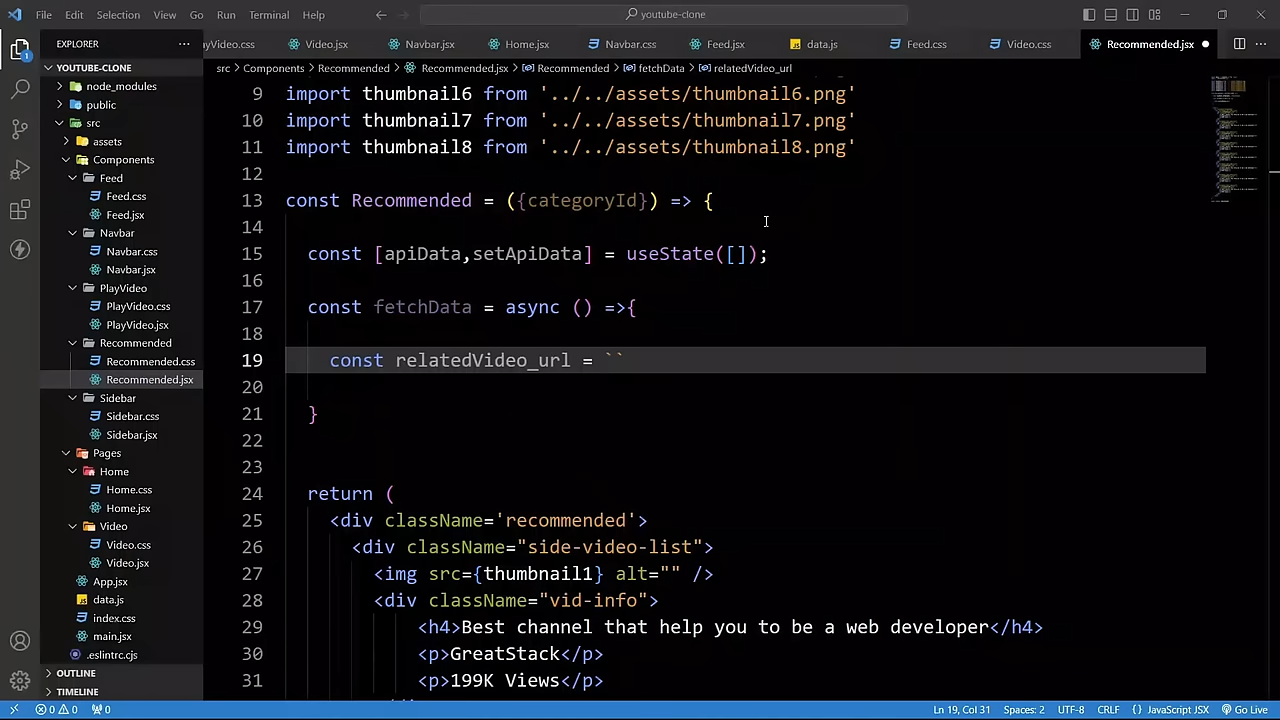 File Edit Selection View Go Run Terminal Help
youtube-clone
EXPLORER
YOUTUBE-CLONE
node_modules
public
src
assets
Components
Feed
Feed.css
Feed.jsx
Navbar
Navbar.css
Navbar.jsx
PlayVideo
PlayVideo.css
PlayVideo.jsx
Recommended
Recommended.css
Recommended.jsx
Sidebar
Sidebar.css
Sidebar.jsx
Pages
Home
Home.css
Home.jsx
Video
Video.css
Video.jsx
App.jsx
data.js
index.css
main.jsx
.eslintrc.cjs
OUTLINE
TIMELINE
ayVideo.css Video.jsx Navbar.jsx Home.jsx Navbar.css Feed.jsx data.js Feed.css Video.css Recommended.jsx
src > Components > Recommended > Recommended.jsx > Recommended > fetchData > relatedVideo_url
9 import thumbnail6 from '../../assets/thumbnail6.png'
10 import thumbnail7 from '../../assets/thumbnail7.png'
11 import thumbnail8 from '../../assets/thumbnail8.png'
12
13 const Recommended = ({categoryId}) => {
14
15 const [apiData,setApiData] = useState([]);
16
17 const fetchData = async () =>{
18
19 const relatedVideo_url = ``
20
21 }
22
23
24 return (
25 <div className='recommended'>
26 <div className="side-video-list">
27 <img src={thumbnail1} alt="" />
28 <div className="vid-info">
29 <h4>Best channel that help you to be a web developer</h4>
30 <p>GreatStack</p>
31 <p>199K Views</p>
1
0 0 0 Ln 19, Col 31 Spaces: 2 UTF-8 CRLF {} JavaScript JSX Go Live